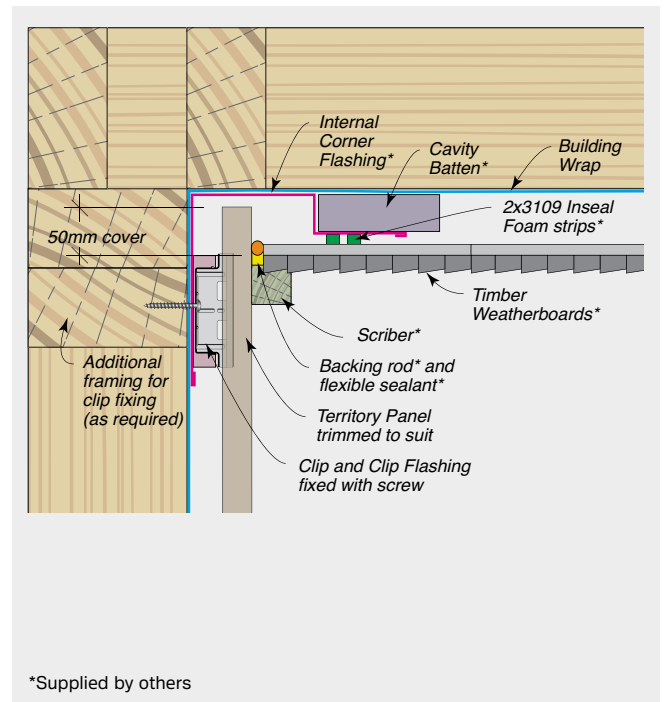 Internal
Corner
Flashing*
Cavity
Batten*
Building
Wrap
50mm cover
2x3109 Inseal
Foam strips*
Timber
Weatherboards*
Scriber*
Additional
framing for
clip fixing
(as required)
Backing rod* and
flexible sealant*
Territory Panel
trimmed to suit
Clip and Clip Flashing
fixed with screw
*Supplied by others